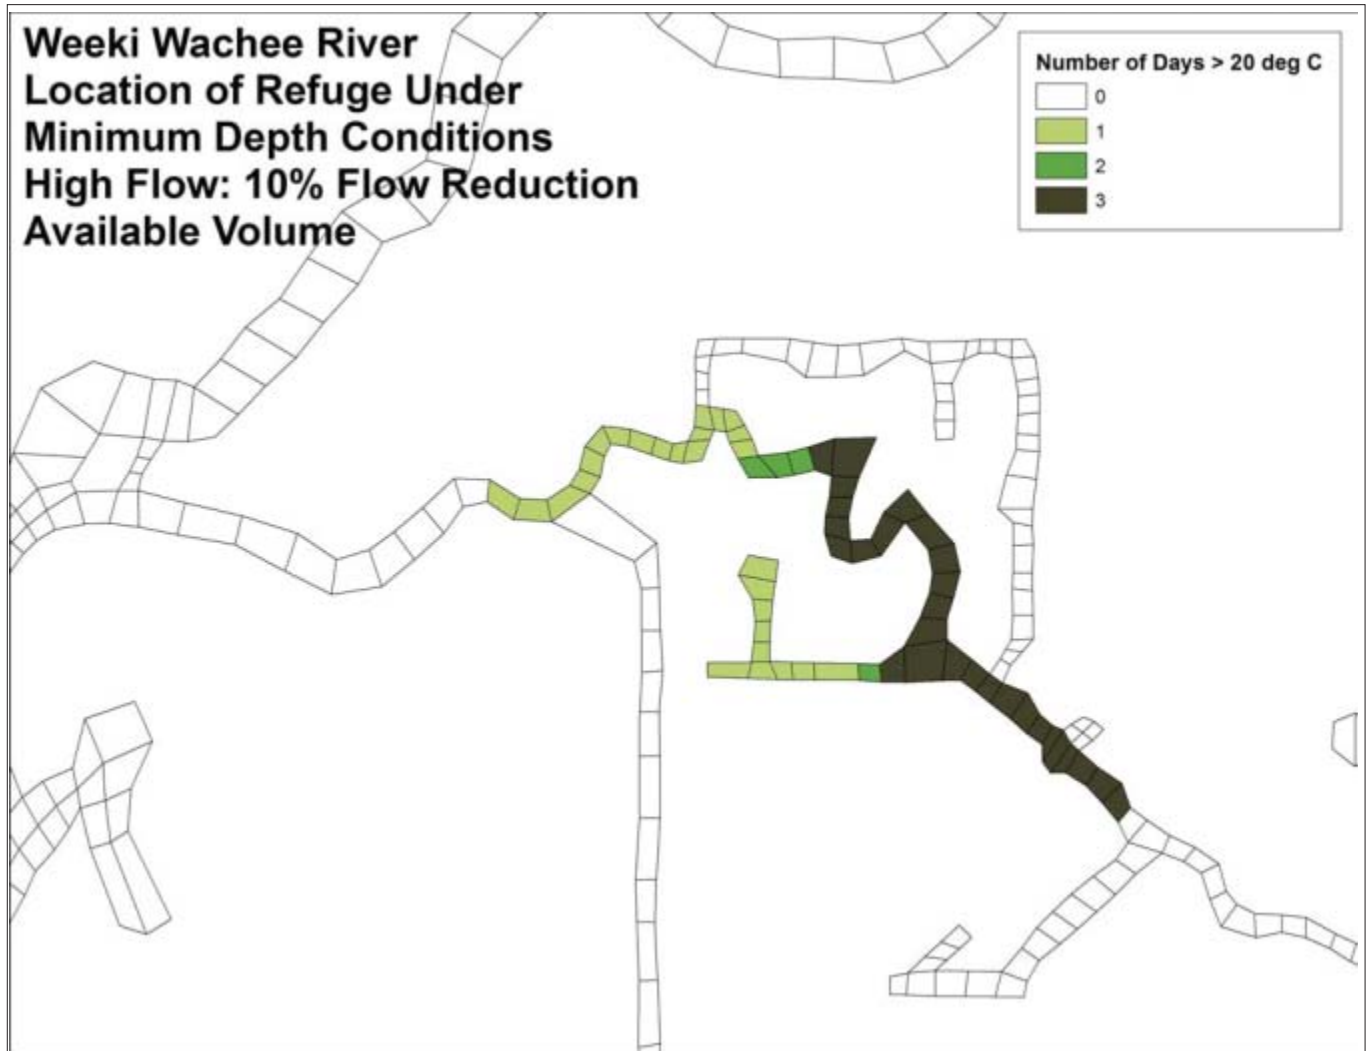 Weeki Wachee River
Location of Refuge Under
Minimum Depth Conditions
High Flow: 10% Flow Reduction
Available Volume
Number of Days > 20 deg C
0
1
2
3